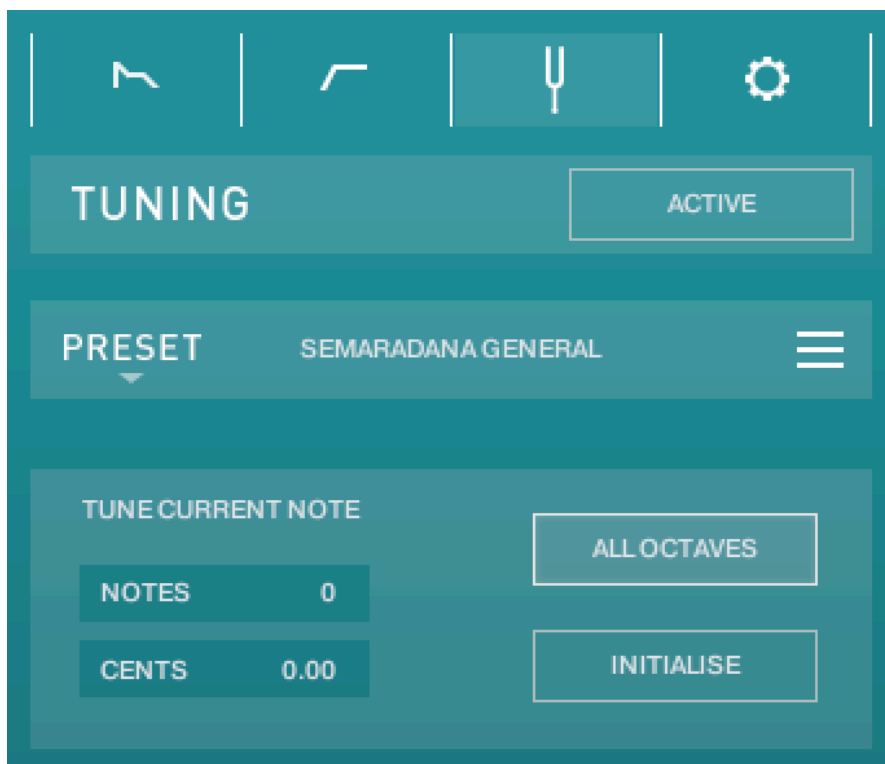 TUNING
ACTIVE
PRESET
SEMARADANA GENERAL
TUNE CURRENT NOTE
ALL OCTAVES
NOTES 0
CENTS 0.00
INITIALISE